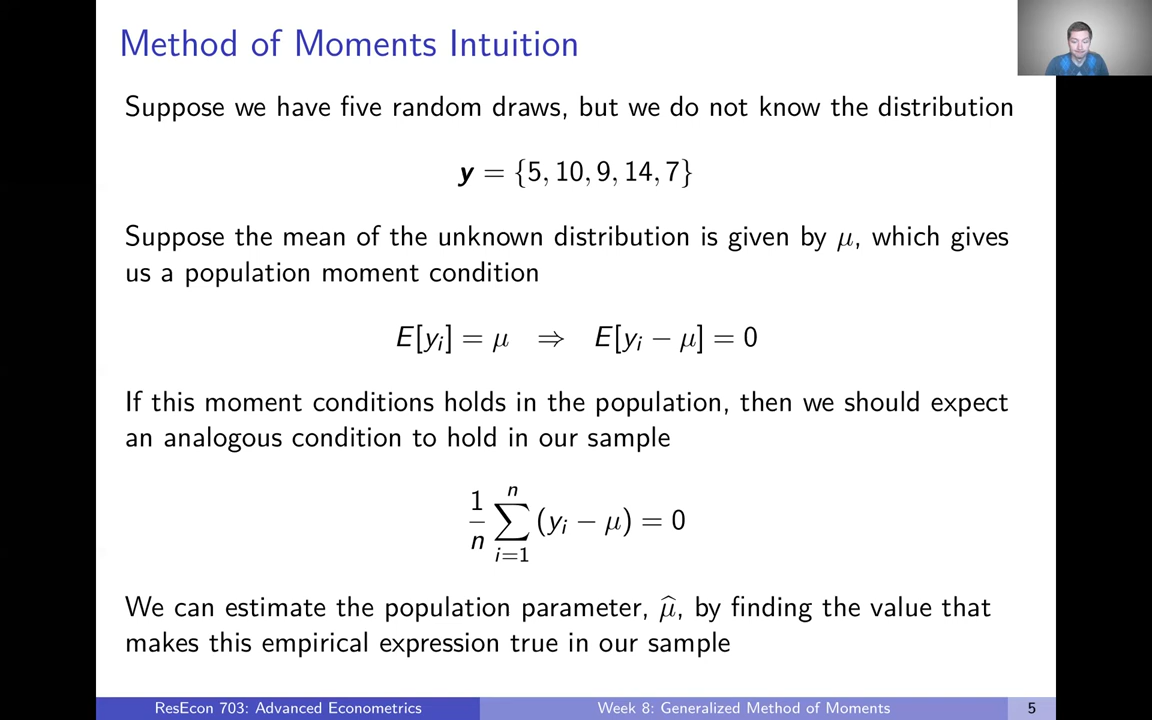 Method of Moments Intuition
Suppose we have five random draws, but we do not know the distribution
y = {5, 10, 9, 14, 7}
Suppose the mean of the unknown distribution is given by μ, which gives
us a population moment condition
E[yᵢ] = μ ⇒ E[yᵢ − μ] = 0
If this moment conditions holds in the population, then we should expect
an analogous condition to hold in our sample
1/n ∑ⁿᵢ₌₁ (yᵢ − μ) = 0
We can estimate the population parameter, μ̂, by finding the value that
makes this empirical expression true in our sample
ResEcon 703: Advanced Econometrics
Week 8: Generalized Method of Moments
5